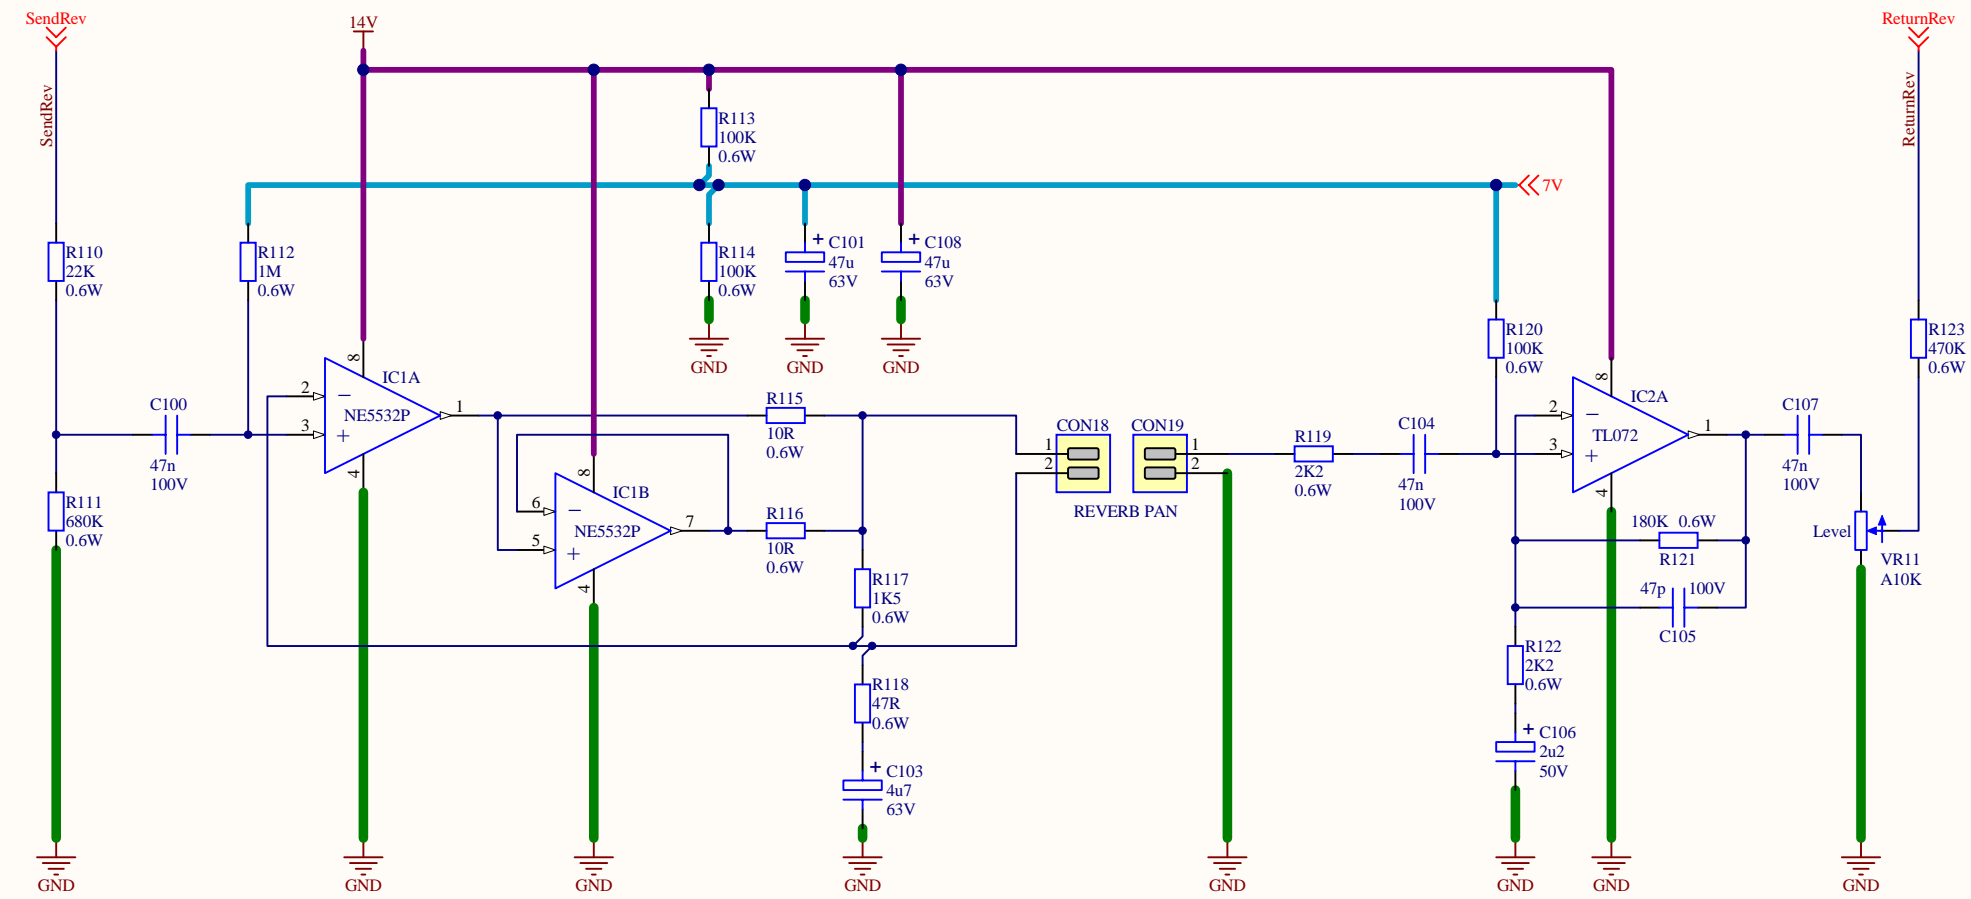 SendRev
14V
ReturnRev
SendRev
ReturnRev
R113
100K
0.6W
7V
R110
22K
0.6W
R112
1M
0.6W
R114
100K
0.6W
+ C101
47u
63V
+ C108
47u
63V
GND
GND
GND
R120
100K
0.6W
R123
470K
0.6W
8
2
3
−
+
IC1A
NE5532P
1
4
C100
47n
100V
R111
680K
0.6W
R115
10R
0.6W
8
6
5
−
+
IC1B
NE5532P
7
4
R116
10R
0.6W
CON18
1
2
CON19
1
2
REVERB PAN
R119
2K2
0.6W
C104
47n
100V
8
2
3
−
+
IC2A
TL072
1
4
C107
47n
100V
180K 0.6W
R121
47p 100V
C105
Level
VR11
A10K
R117
1K5
0.6W
R118
47R
0.6W
+ C103
4u7
63V
R122
2K2
0.6W
+ C106
2u2
50V
GND
GND
GND
GND
GND
GND
GND
GND